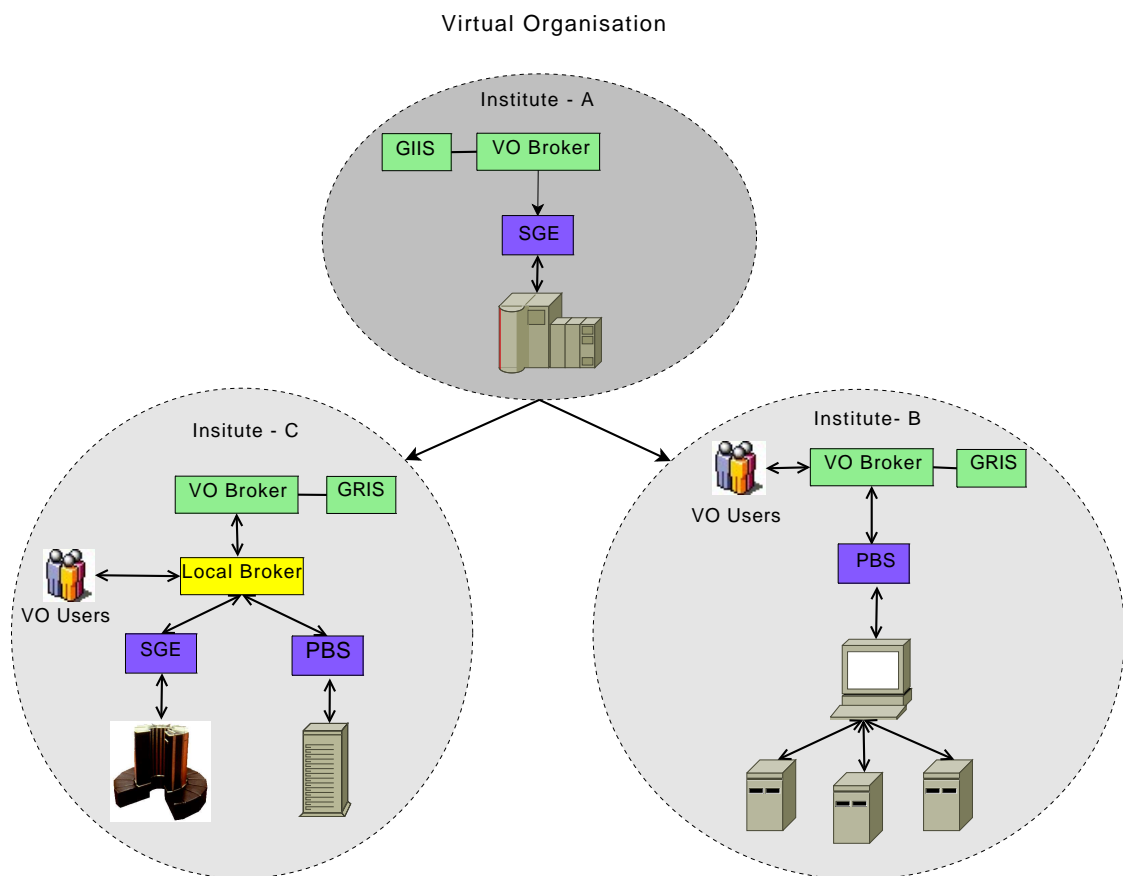 Virtual Organisation
Institute - A
GIIS
VO Broker
SGE
Insitute - C
VO Broker
GRIS
Local Broker
VO Users
SGE
PBS
Institute- B
VO Broker
GRIS
VO Users
PBS